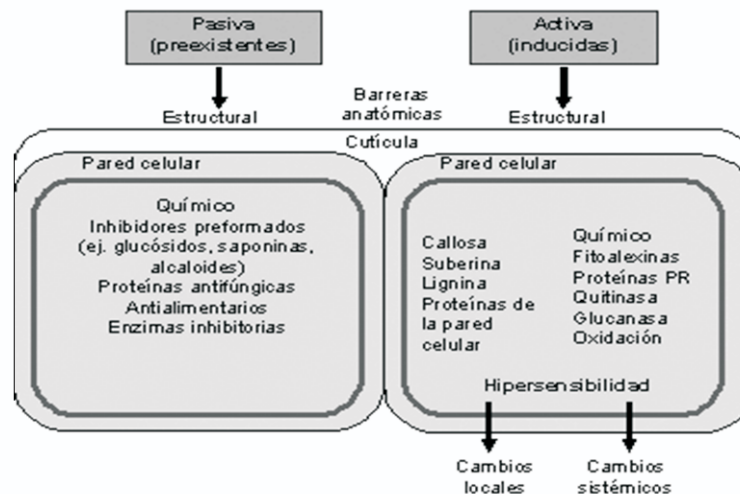 Pasiva
(preexistentes)
Activa
(inducidas)
Estructural
Barreras
anatómicas
Estructural
Cutícula
Pared celular
Químico
Inhibidores preformados
(ej. glucósidos, saponinas,
alcaloides)
Proteínas antifúngicas
Antialimentarios
Enzimas inhibitorias
Pared celular
Callosa
Suberina
Lignina
Proteínas de
la pared
celular
Químico
Fitoalexinas
Proteínas PR
Quitinasa
Glucanasa
Oxidación
Hipersensibilidad
Cambios
locales
Cambios
sistémicos